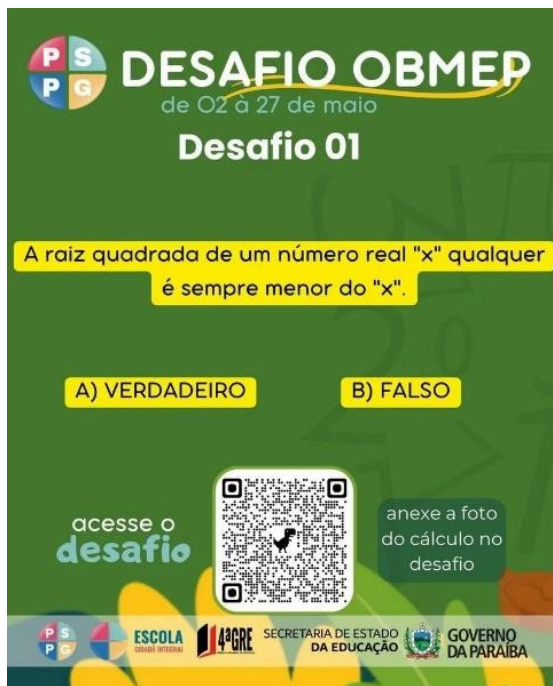 P S
P G
DESAFIO OBMEP
de 02 à 27 de maio
Desafio 01
A raiz quadrada de um número real "x" qualquer
é sempre menor do "x".
A) VERDADEIRO
B) FALSO
acesse o
desafio
anexe a foto
do cálculo no
desafio
P S
P G
ESCOLA
CIDADÃ INTEGRAL
4ªGRE
SECRETARIA DE ESTADO
DA EDUCAÇÃO
GOVERNO
DA PARAÍBA